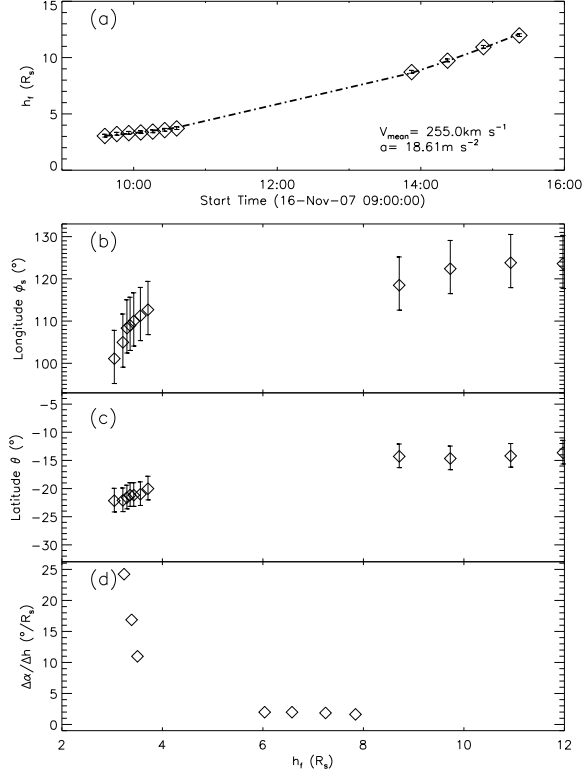 (a)
15
10
5
0
h_f (R_s)
V_mean= 255.0km s^-1
a= 18.61m s^-2
10:00 12:00 14:00 16:00
Start Time (16-Nov-07 09:00:00)
(b)
130
120
110
100
Longitude ϕ_s (°)
(c)
-5
-10
-15
-20
-25
-30
Latitude θ (°)
(d)
25
20
15
10
5
0
Δα/Δh (°/R_s)
2 4 6 8 10 12
h_f (R_s)